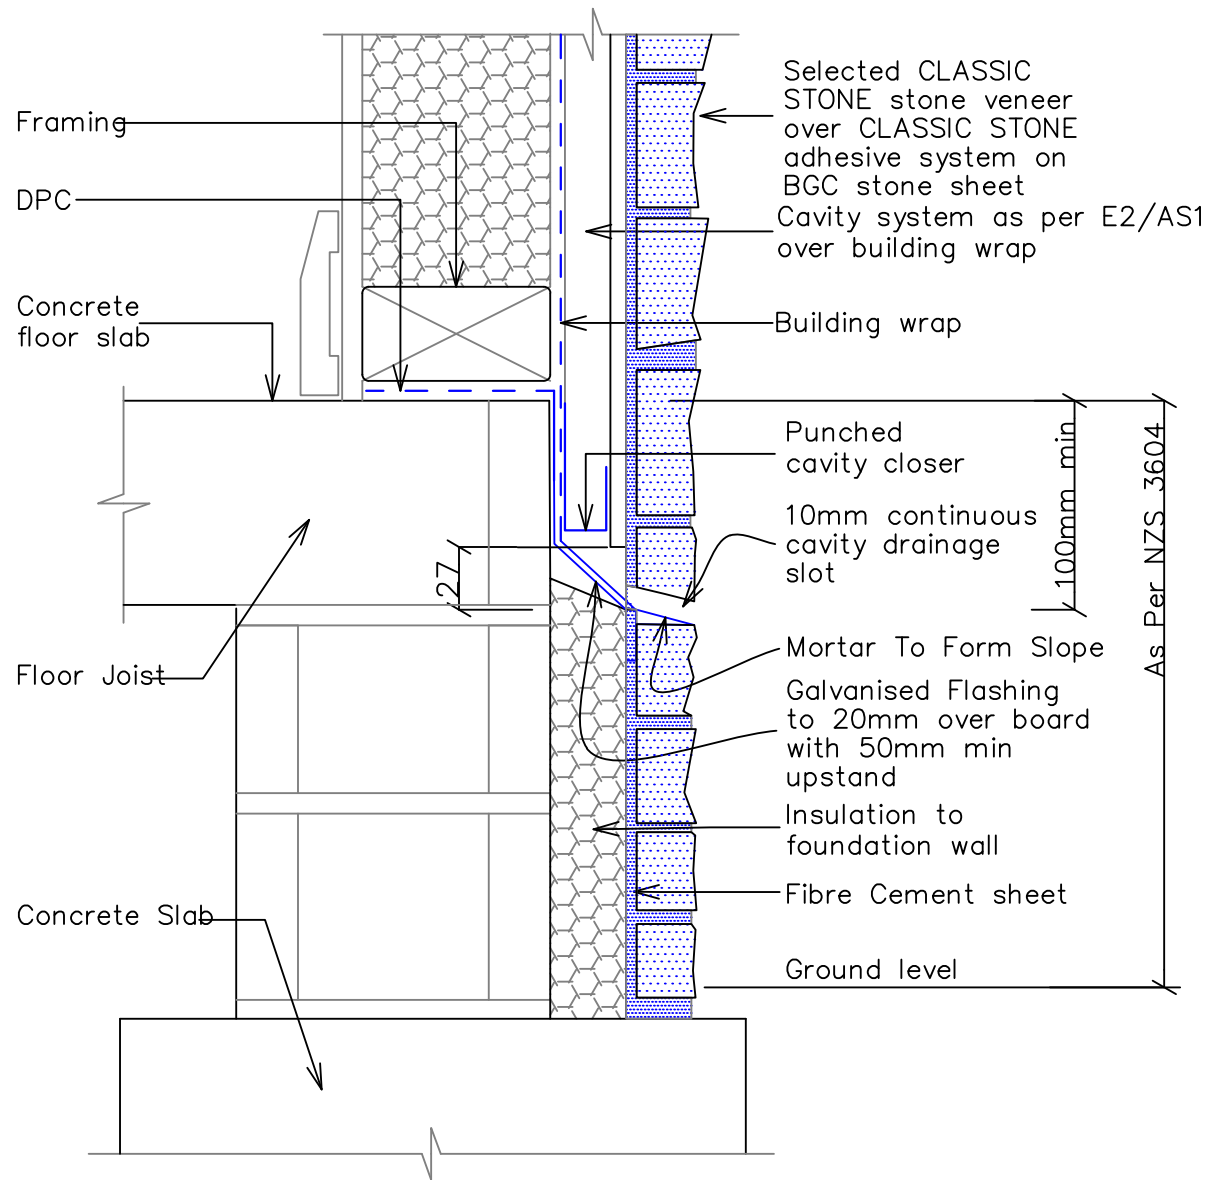 Framing
DPC
Concrete
floor slab
Floor Joist
Concrete Slab
27
Selected CLASSIC
STONE stone veneer
over CLASSIC STONE
adhesive system on
BGC stone sheet
Cavity system as per E2/AS1
over building wrap
Building wrap
Punched
cavity closer
10mm continuous
cavity drainage
slot
Mortar To Form Slope
Galvanised Flashing
to 20mm over board
with 50mm min
upstand
Insulation to
foundation wall
Fibre Cement sheet
Ground level
100mm min
As Per NZS 3604